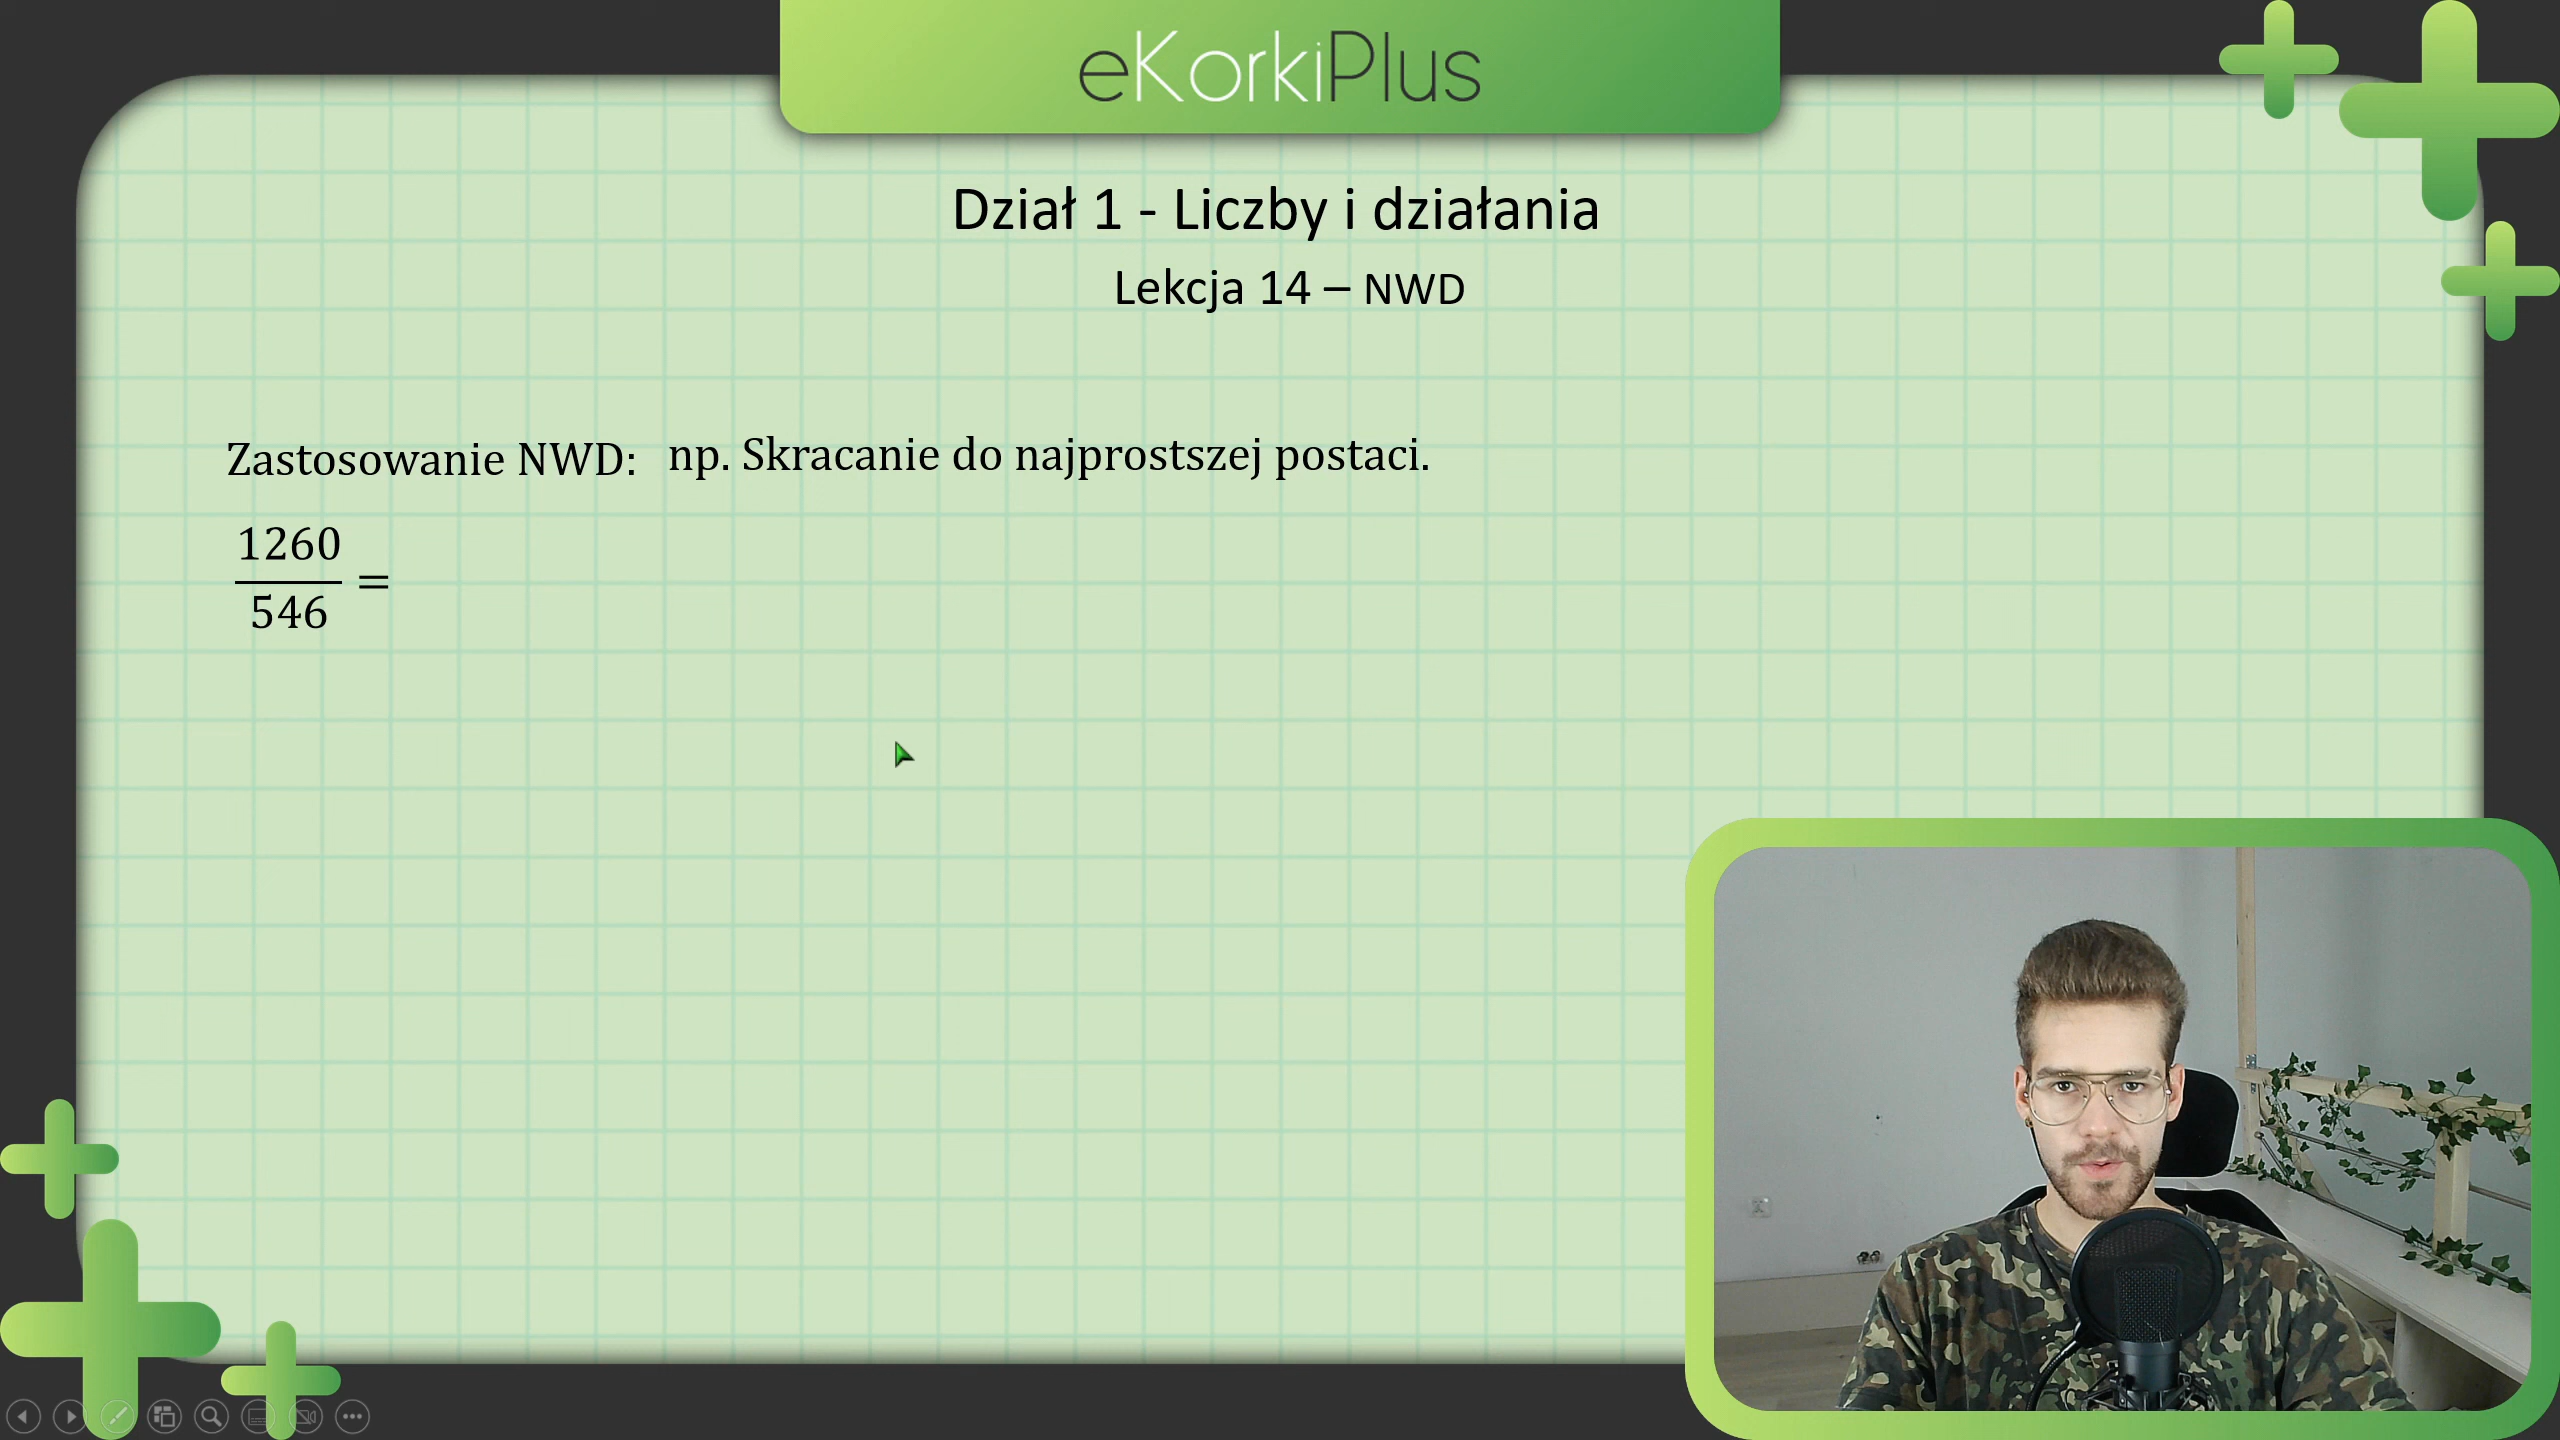 eKorkiPlus
Dział 1 - Liczby i działania
Lekcja 14 – NWD
Zastosowanie NWD: np. Skracanie do najprostszej postaci.
1260
546
=